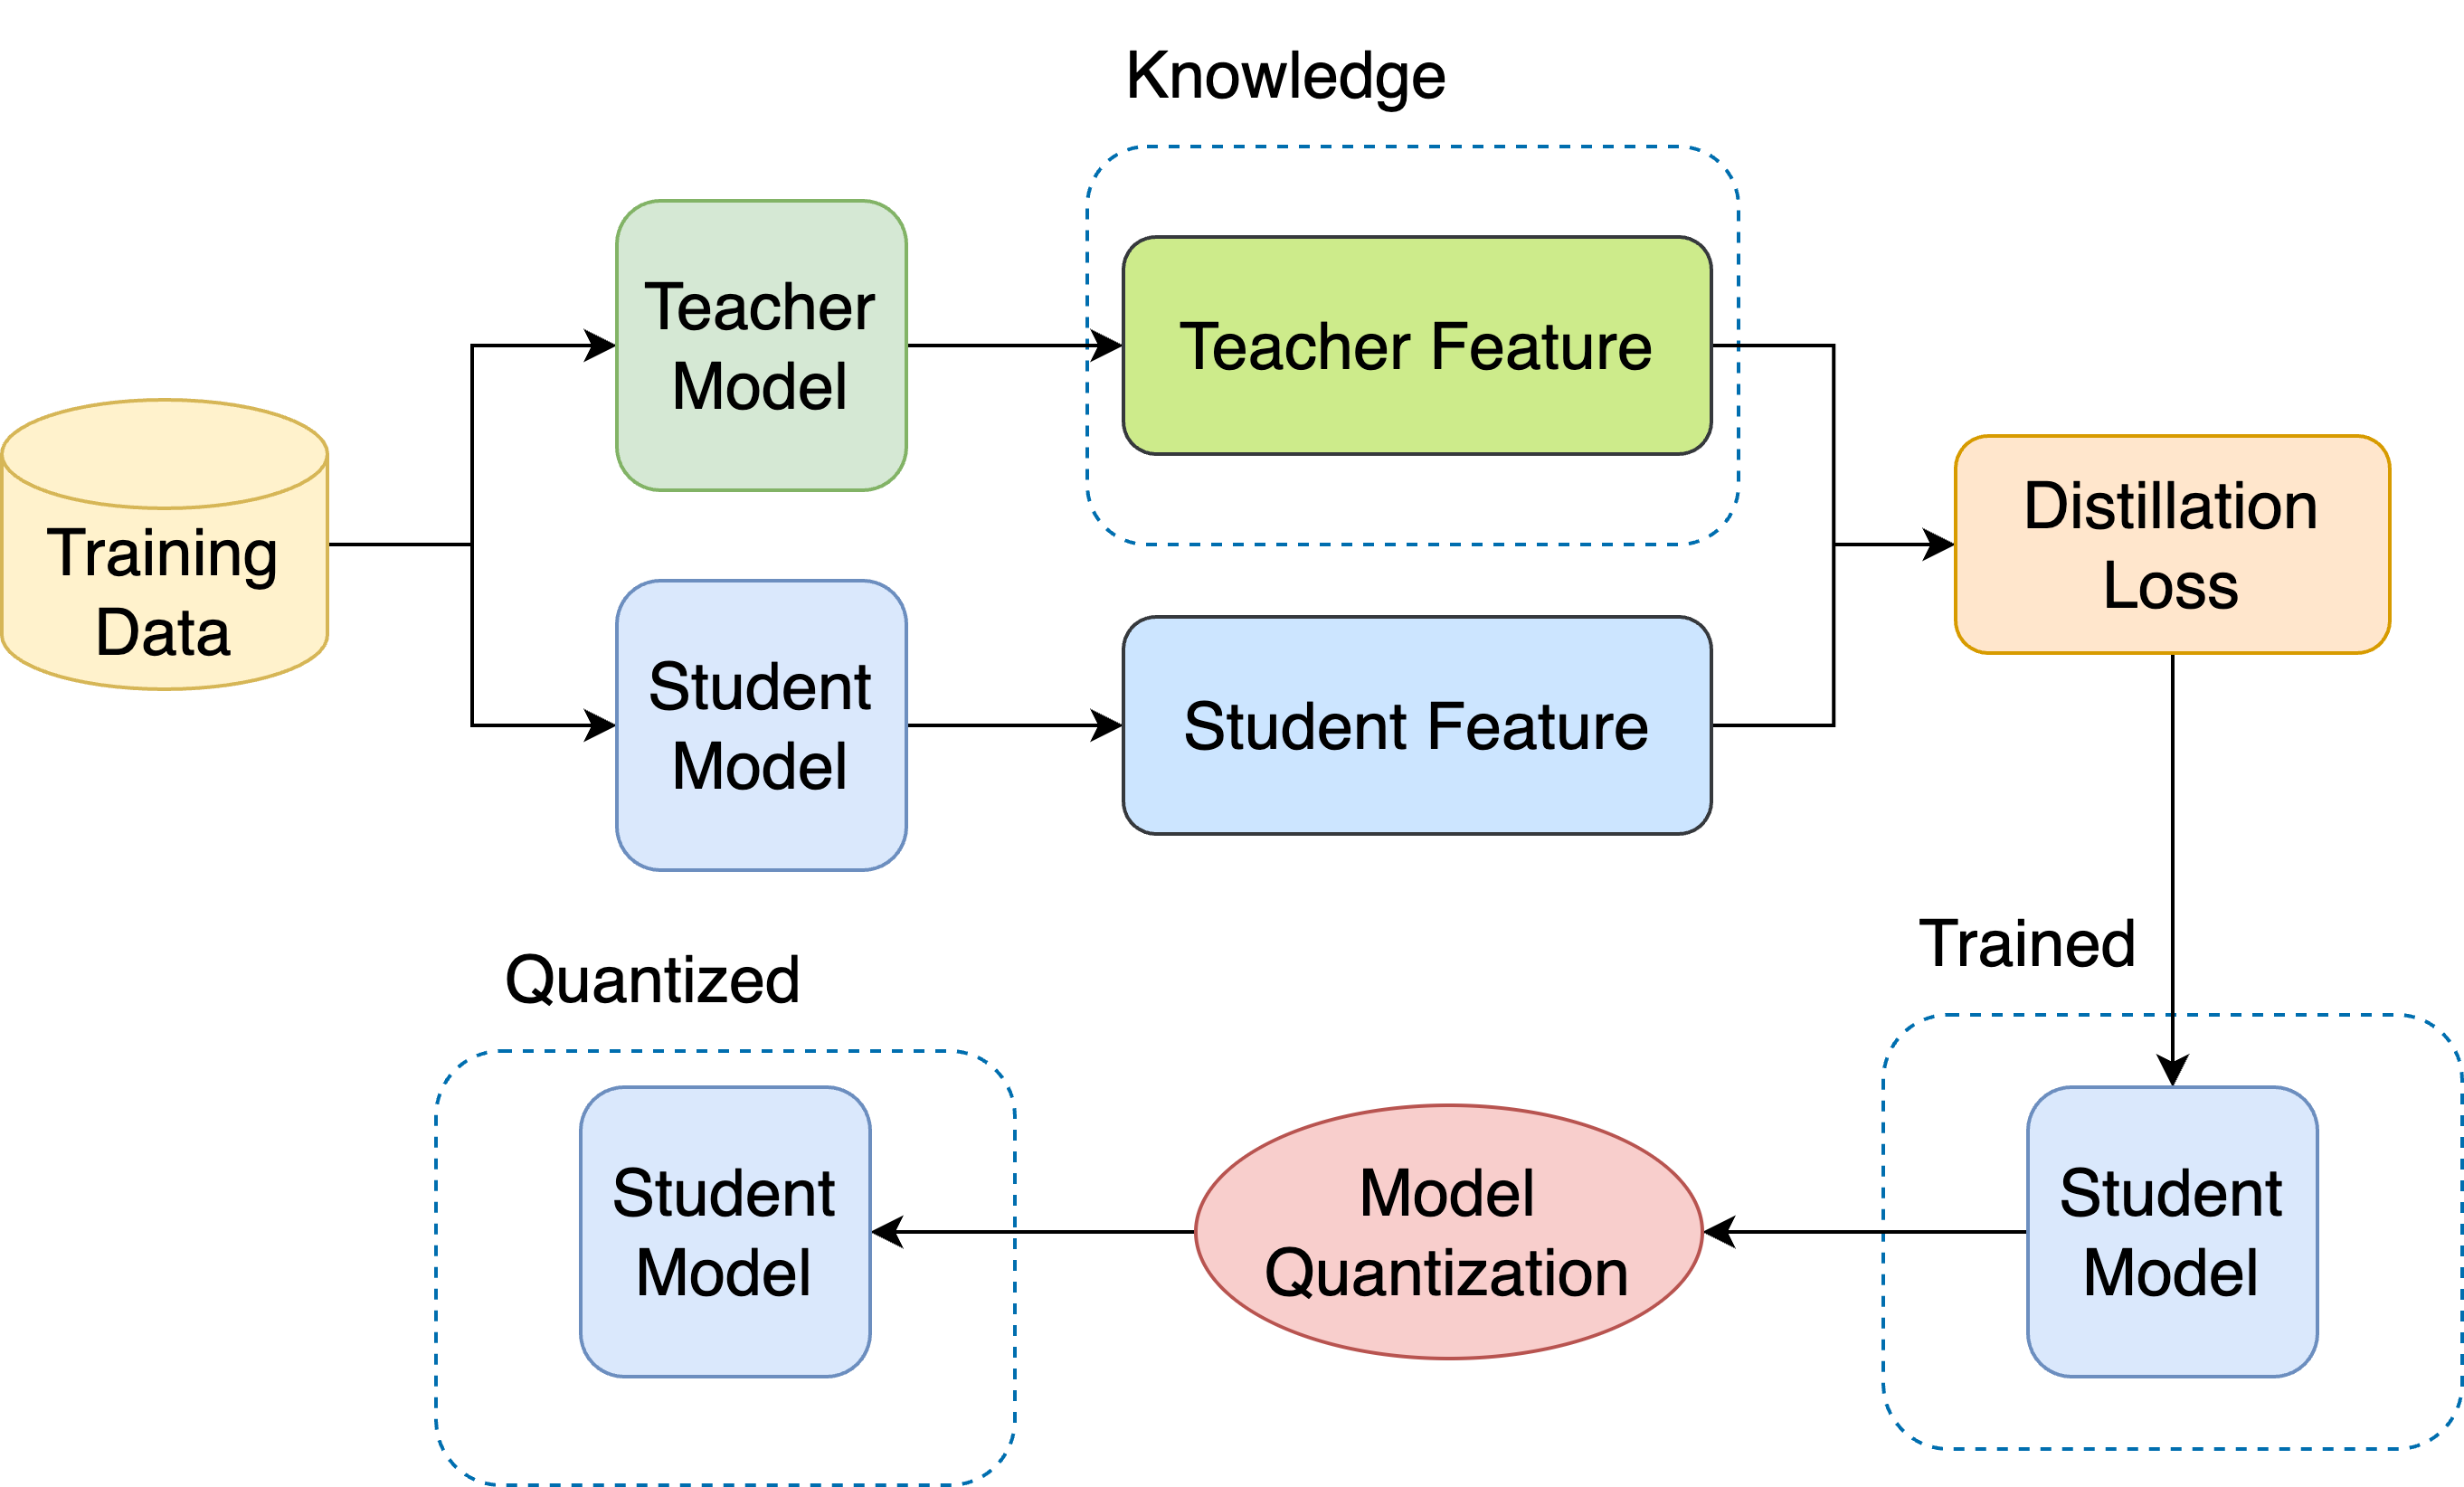 Knowledge
Teacher
Model
Teacher Feature
Training
Data
Distillation
Loss
Student
Model
Student Feature
Trained
Quantized
Student
Model
Model
Quantization
Student
Model